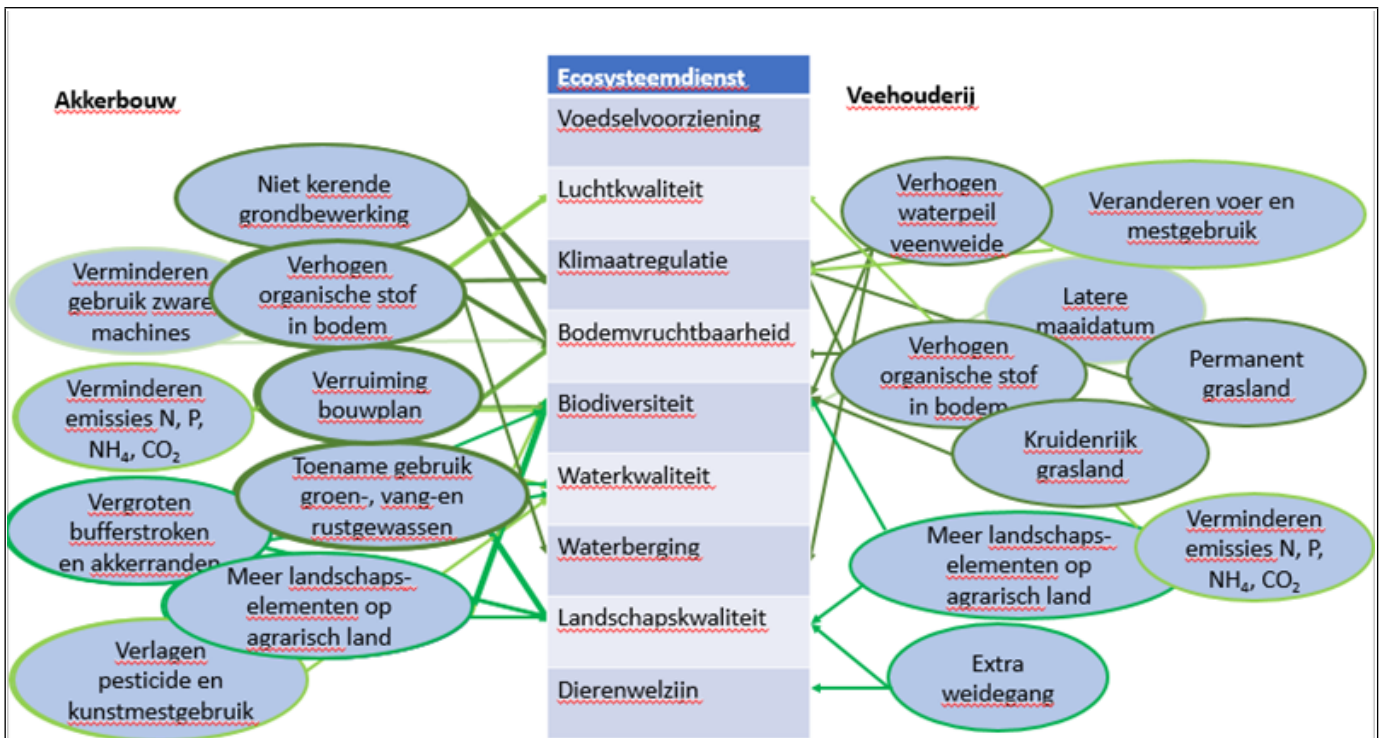 Akkerbouw
Niet kerende
grondbewerking
Verminderen
gebruik zware
machines
Verhogen
organische stof
in bodem
Verruiming
bouwplan
Verminderen
emissies N, P,
NH₄, CO₂
Toename gebruik
groen-, vang-en
rustgewassen
Vergroten
bufferstroken
en akkerranden
Meer landschaps-
elementen op
agrarisch land
Verlagen
pesticide en
kunstmestgebruik
Ecosysteemdienst
Voedselvoorziening
Luchtkwaliteit
Klimaatregulatie
Bodemvruchtbaarheid
Biodiversiteit
Waterkwaliteit
Waterberging
Landschapskwaliteit
Dierenwelzijn
Veehouderij
Verhogen
waterpeil
veenweide
Veranderen voer en
mestgebruik
Latere
maaidatum
Verhogen
organische stof
in bodem
Permanent
grasland
Kruidenrijk
grasland
Meer landschaps-
elementen op
agrarisch land
Verminderen
emissies N, P,
NH₄, CO₂
Extra
weidegang